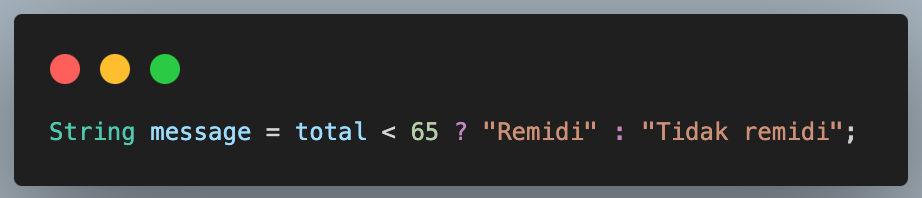 String message = total < 65 ? "Remidi" : "Tidak remidi";